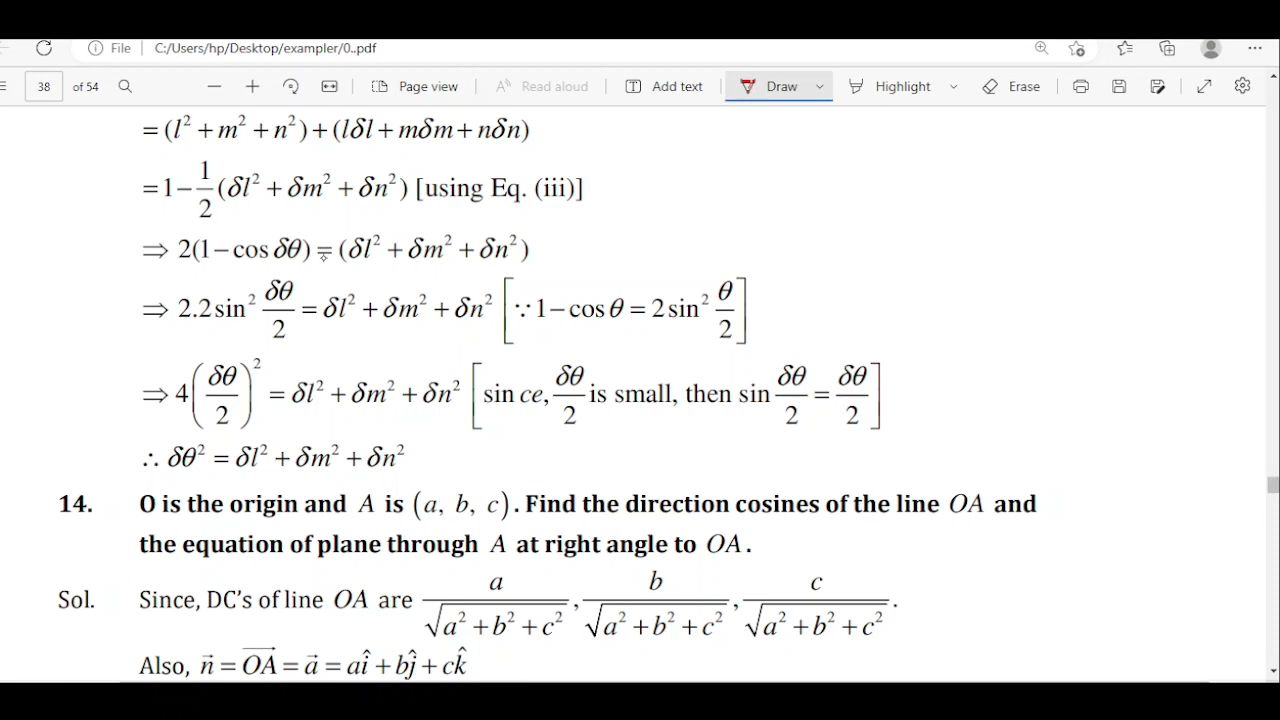 File | C:/Users/hp/Desktop/exampler/0..pdf
38 of 54 Page view Read aloud Add text Draw Highlight Erase
= (l² + m² + n²) + (lδl + mδm + nδn)
= 1 − 1/2 (δl² + δm² + δn²) [using Eq. (iii)]
⇒ 2(1 − cos δθ) = (δl² + δm² + δn²)
⇒ 2.2 sin² δθ/2 = δl² + δm² + δn² [∵ 1 − cos θ = 2 sin² θ/2]
⇒ 4(δθ/2)² = δl² + δm² + δn² [sin ce, δθ/2 is small, then sin δθ/2 = δθ/2]
∴ δθ² = δl² + δm² + δn²
14. O is the origin and A is (a, b, c). Find the direction cosines of the line OA and
the equation of plane through A at right angle to OA.
Sol. Since, DC's of line OA are a/√(a² + b² + c²), b/√(a² + b² + c²), c/√(a² + b² + c²).
Also, n⃗ = OA⃗ = a⃗ = aî + bĵ + ck̂